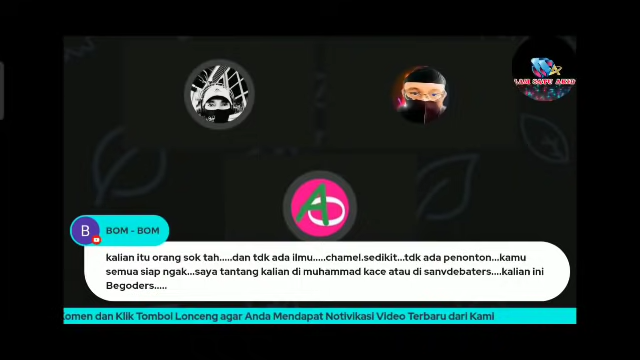 BOM - BOM
B
kalian itu orang sok tah.....dan tdk ada ilmu.....chamel.sedikit...tdk ada penonton...kamu
semua siap ngak...saya tantang kalian di muhammad kace atau di sanvdebaters....kalian ini
Begoders.....
Komen dan Klik Tombol Lonceng agar Anda Mendapat Notivikasi Video Terbaru dari Kami